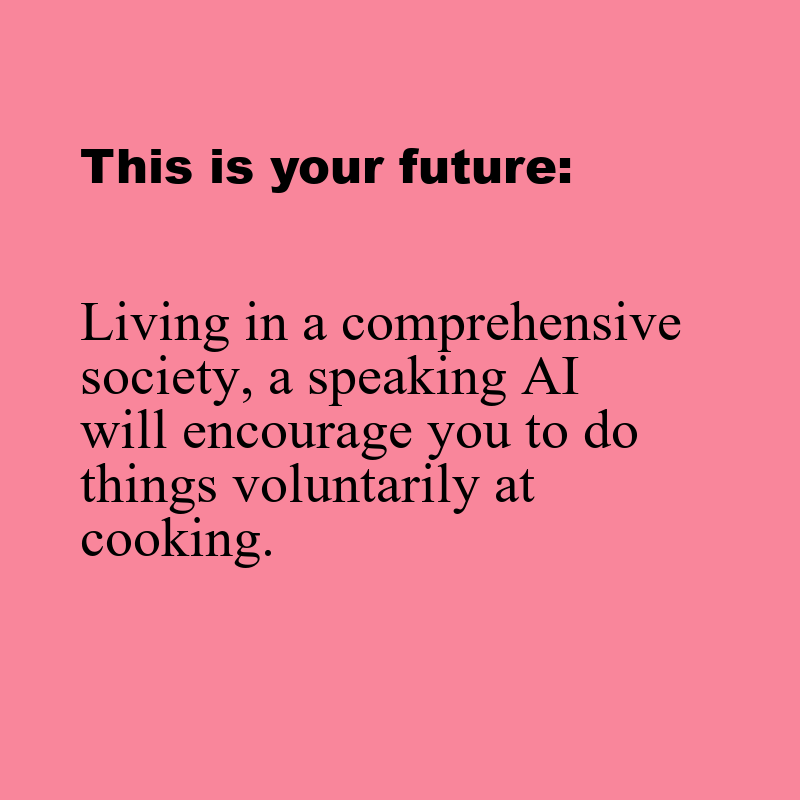 This is your future:
Living in a comprehensive
society, a speaking AI
will encourage you to do
things voluntarily at
cooking.